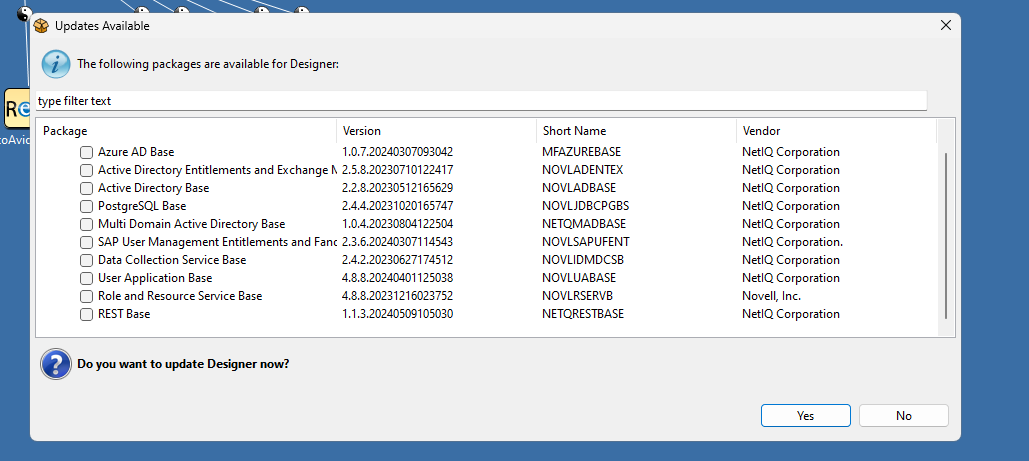 Updates Available
The following packages are available for Designer:
type filter text
Package Version Short Name Vendor
Azure AD Base 1.0.7.20240307093042 MFAZUREBASE NetIQ Corporation
Active Directory Entitlements and Exchange M 2.5.8.20230710122417 NOVLADENTEX NetIQ Corporation
Active Directory Base 2.2.8.20230512165629 NOVLADBASE NetIQ Corporation
PostgreSQL Base 2.4.4.20231020165747 NOVLJDBCPGBS NetIQ Corporation
Multi Domain Active Directory Base 1.0.4.20230804122504 NETQMADBASE NetIQ Corporation
SAP User Management Entitlements and Fanc 2.3.6.20240307114543 NOVLSAPUFENT NetIQ Corporation.
Data Collection Service Base 2.4.2.20230627174512 NOVLIDMDCSB NetIQ Corporation
User Application Base 4.8.8.20240401125038 NOVLUABASE NetIQ Corporation
Role and Resource Service Base 4.8.8.20231216023752 NOVLRSERVB Novell, Inc.
REST Base 1.1.3.20240509105030 NETQRESTBASE NetIQ Corporation
Re
toAvic
Do you want to update Designer now?
Yes No